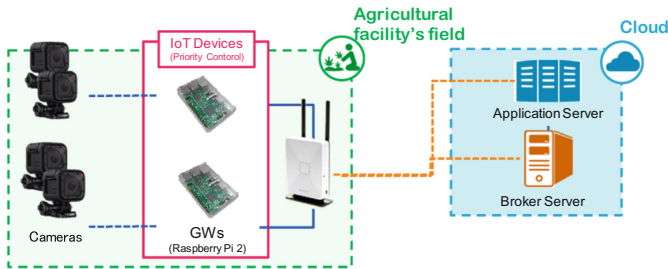 Agricultural
facility's field
Cloud
IoT Devices
(Priority Contorol)
Application Server
Broker Server
Cameras
GWs
(Raspberry Pi 2)